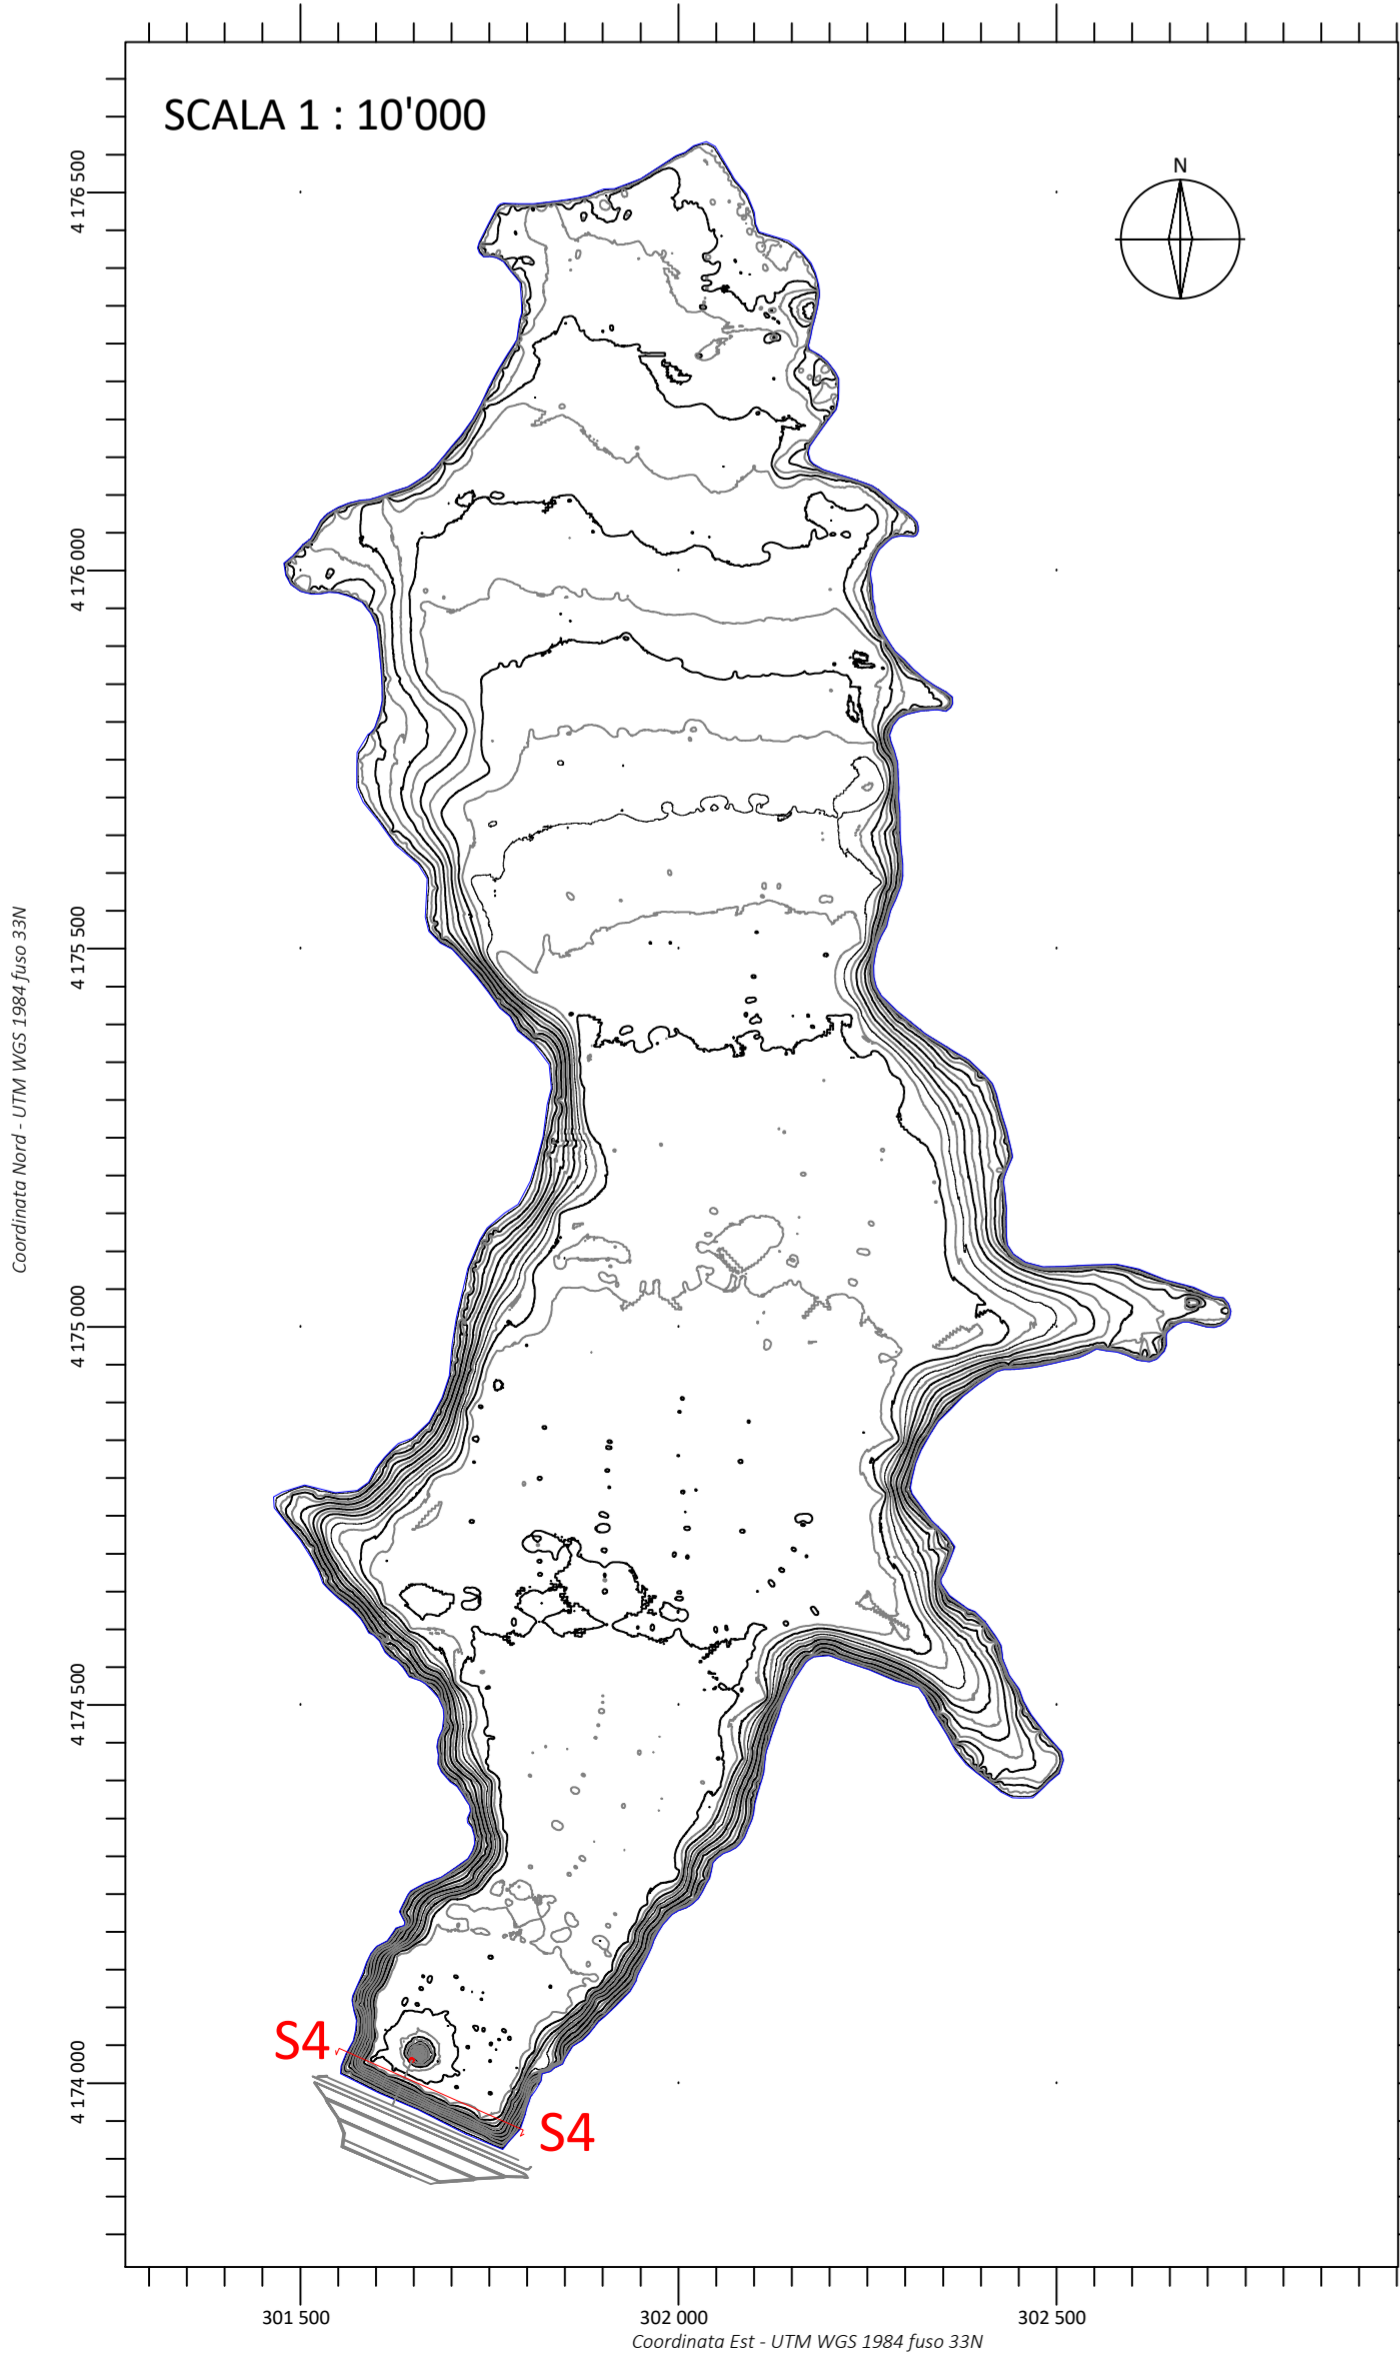 SCALA 1 : 10'000
N
4 176 500
4 176 000
4 175 500
4 175 000
4 174 500
4 174 000
Coordinata Nord - UTM WGS 1984 fuso 33N
S4
S4
301 500
302 000
302 500
Coordinata Est - UTM WGS 1984 fuso 33N